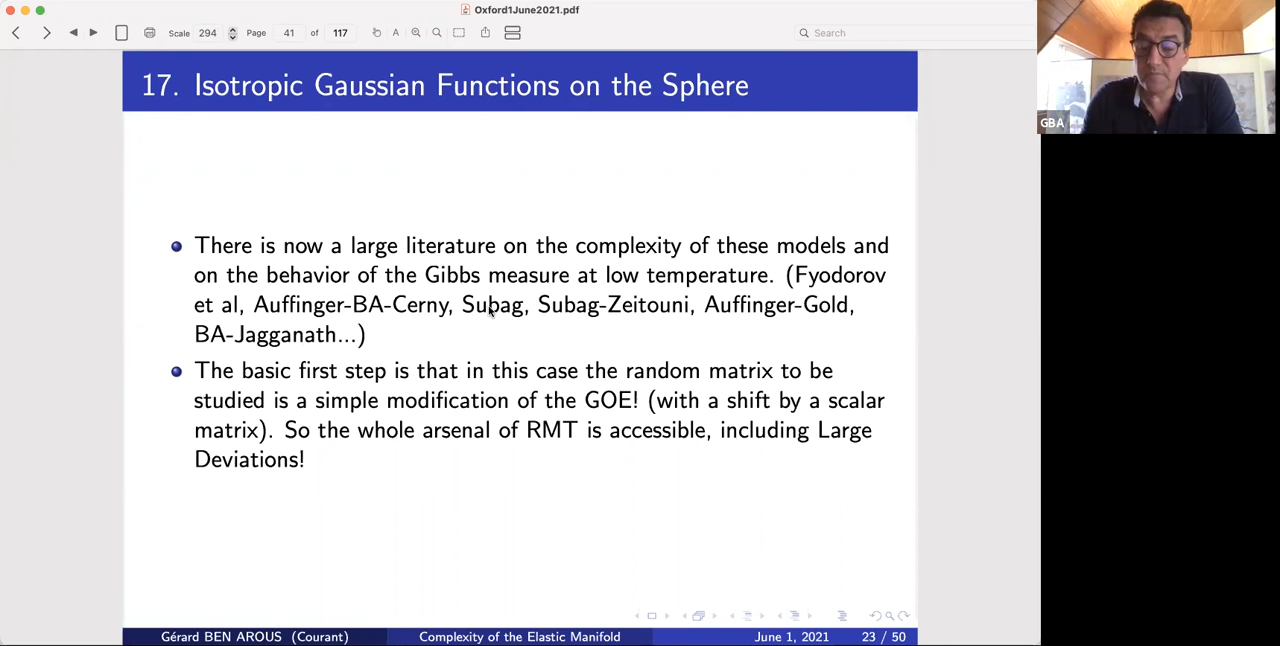 Oxford1June2021.pdf
Scale 294 Page 41 of 117 A Search
17. Isotropic Gaussian Functions on the Sphere
There is now a large literature on the complexity of these models and
on the behavior of the Gibbs measure at low temperature. (Fyodorov
et al, Auffinger-BA-Cerny, Subag, Subag-Zeitouni, Auffinger-Gold,
BA-Jagganath...)
The basic first step is that in this case the random matrix to be
studied is a simple modification of the GOE! (with a shift by a scalar
matrix). So the whole arsenal of RMT is accessible, including Large
Deviations!
Gérard BEN AROUS (Courant) Complexity of the Elastic Manifold June 1, 2021 23 / 50
GBA